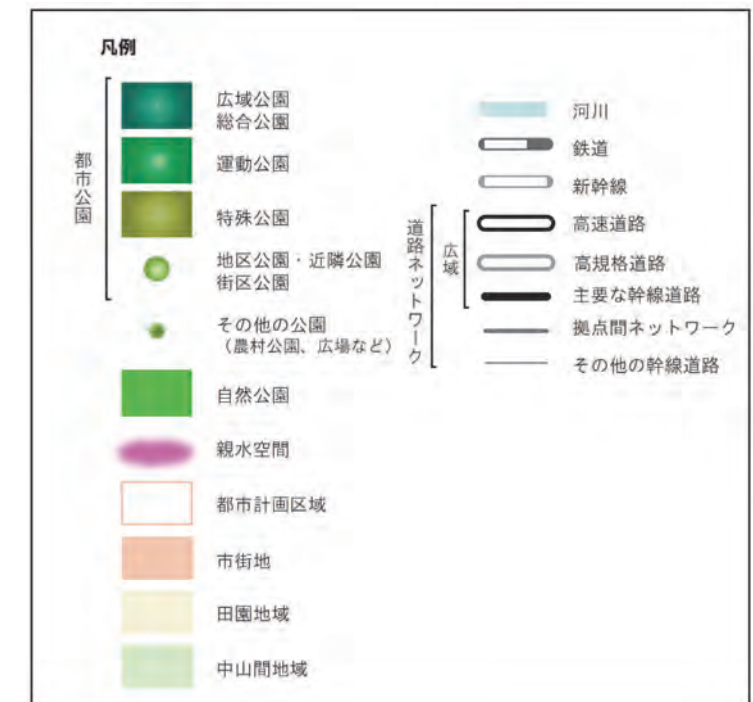 凡例
都市公園
広域公園
総合公園
運動公園
特殊公園
地区公園・近隣公園
街区公園
その他の公園
（農村公園、広場など）
自然公園
親水空間
都市計画区域
市街地
田園地域
中山間地域
河川
鉄道
新幹線
道路ネットワーク
広域
高速道路
高規格道路
主要な幹線道路
拠点間ネットワーク
その他の幹線道路